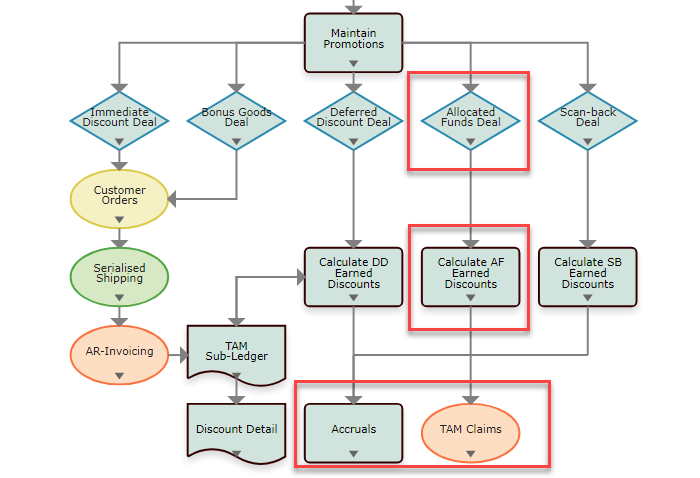 Maintain
Promotions
Immediate
Discount Deal
Bonus Goods
Deal
Deferred
Discount Deal
Allocated
Funds Deal
Scan-back
Deal
Customer
Orders
Serialised
Shipping
Calculate DD
Earned
Discounts
Calculate AF
Earned
Discounts
Calculate SB
Earned
Discounts
AR-Invoicing
TAM
Sub-Ledger
Discount Detail
Accruals
TAM Claims